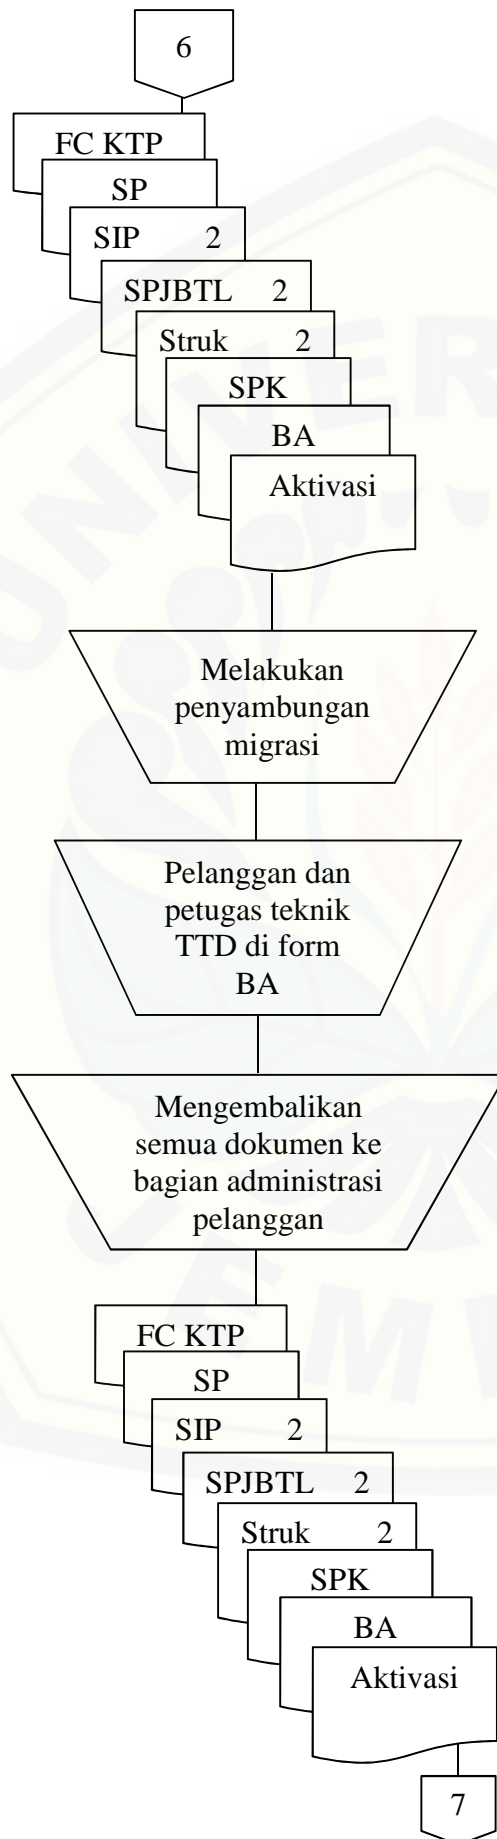 6
FC KTP
SP
SIP 2
SPJBTL 2
Struk 2
SPK
BA
Aktivasi
Melakukan
penyambungan
migrasi
Pelanggan dan
petugas teknik
TTD di form
BA
Mengembalikan
semua dokumen ke
bagian administrasi
pelanggan
FC KTP
SP
SIP 2
SPJBTL 2
Struk 2
SPK
BA
Aktivasi
7